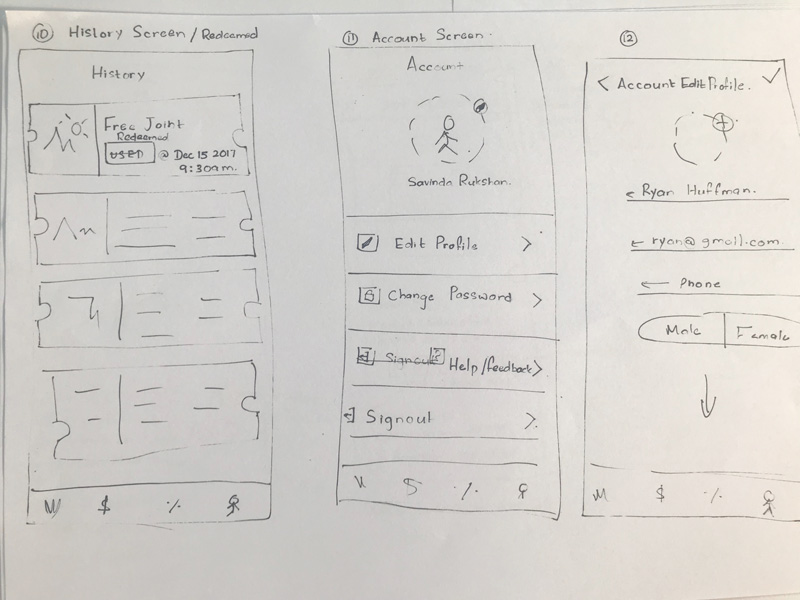 10 History Screen / Redeemed
History
Free Joint
Redeemed
USED @ Dec 15 2017
9:30am.
M $ ٪
11 Account Screen.
Account
Savinda Rukshan.
Edit Profile >
Change Password >
Signout Help/feedback >
Signout >
$ ٪
12
< Account Edit Profile.
Ryan Huffman.
ryan@gmail.com
Phone
Male Female
M $ ٪